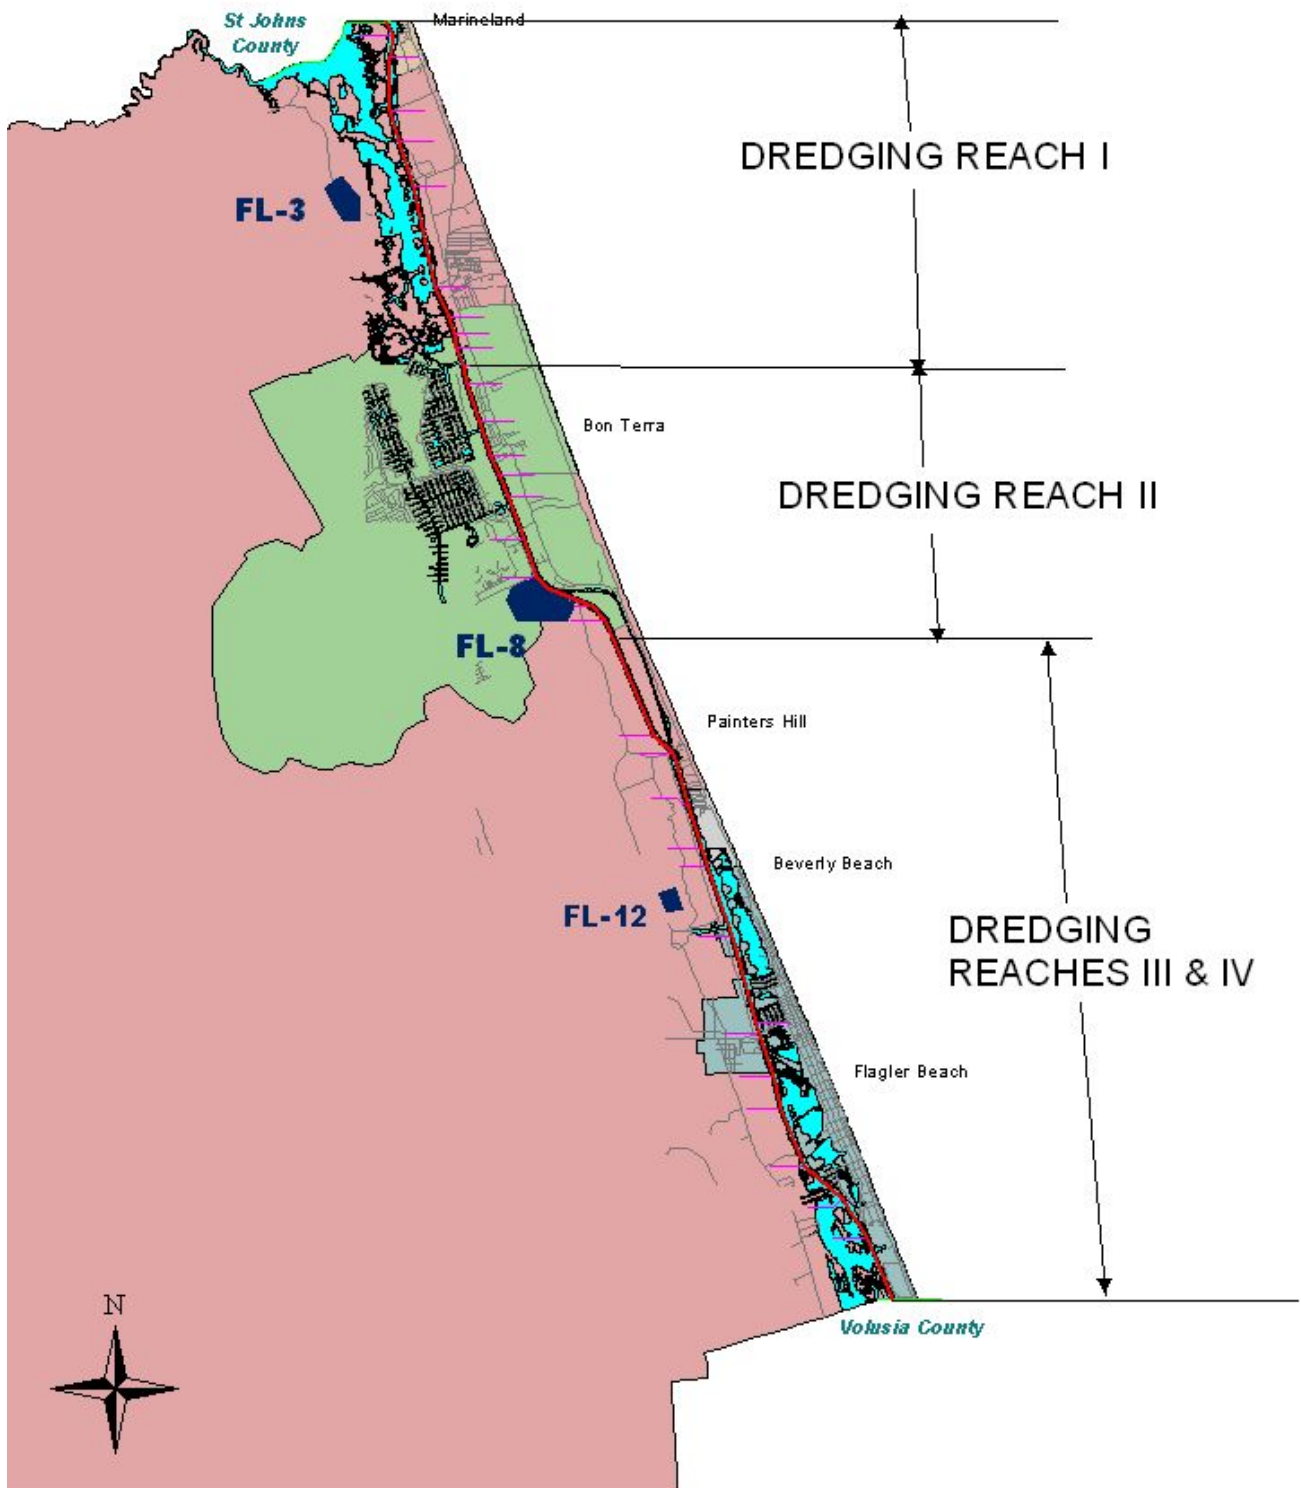 St Johns
County
Marineland
DREDGING REACH I
FL-3
Bon Terra
DREDGING REACH II
FL-8
Painters Hill
Beverly Beach
FL-12
DREDGING
REACHES III & IV
Flagler Beach
N
Volusia County